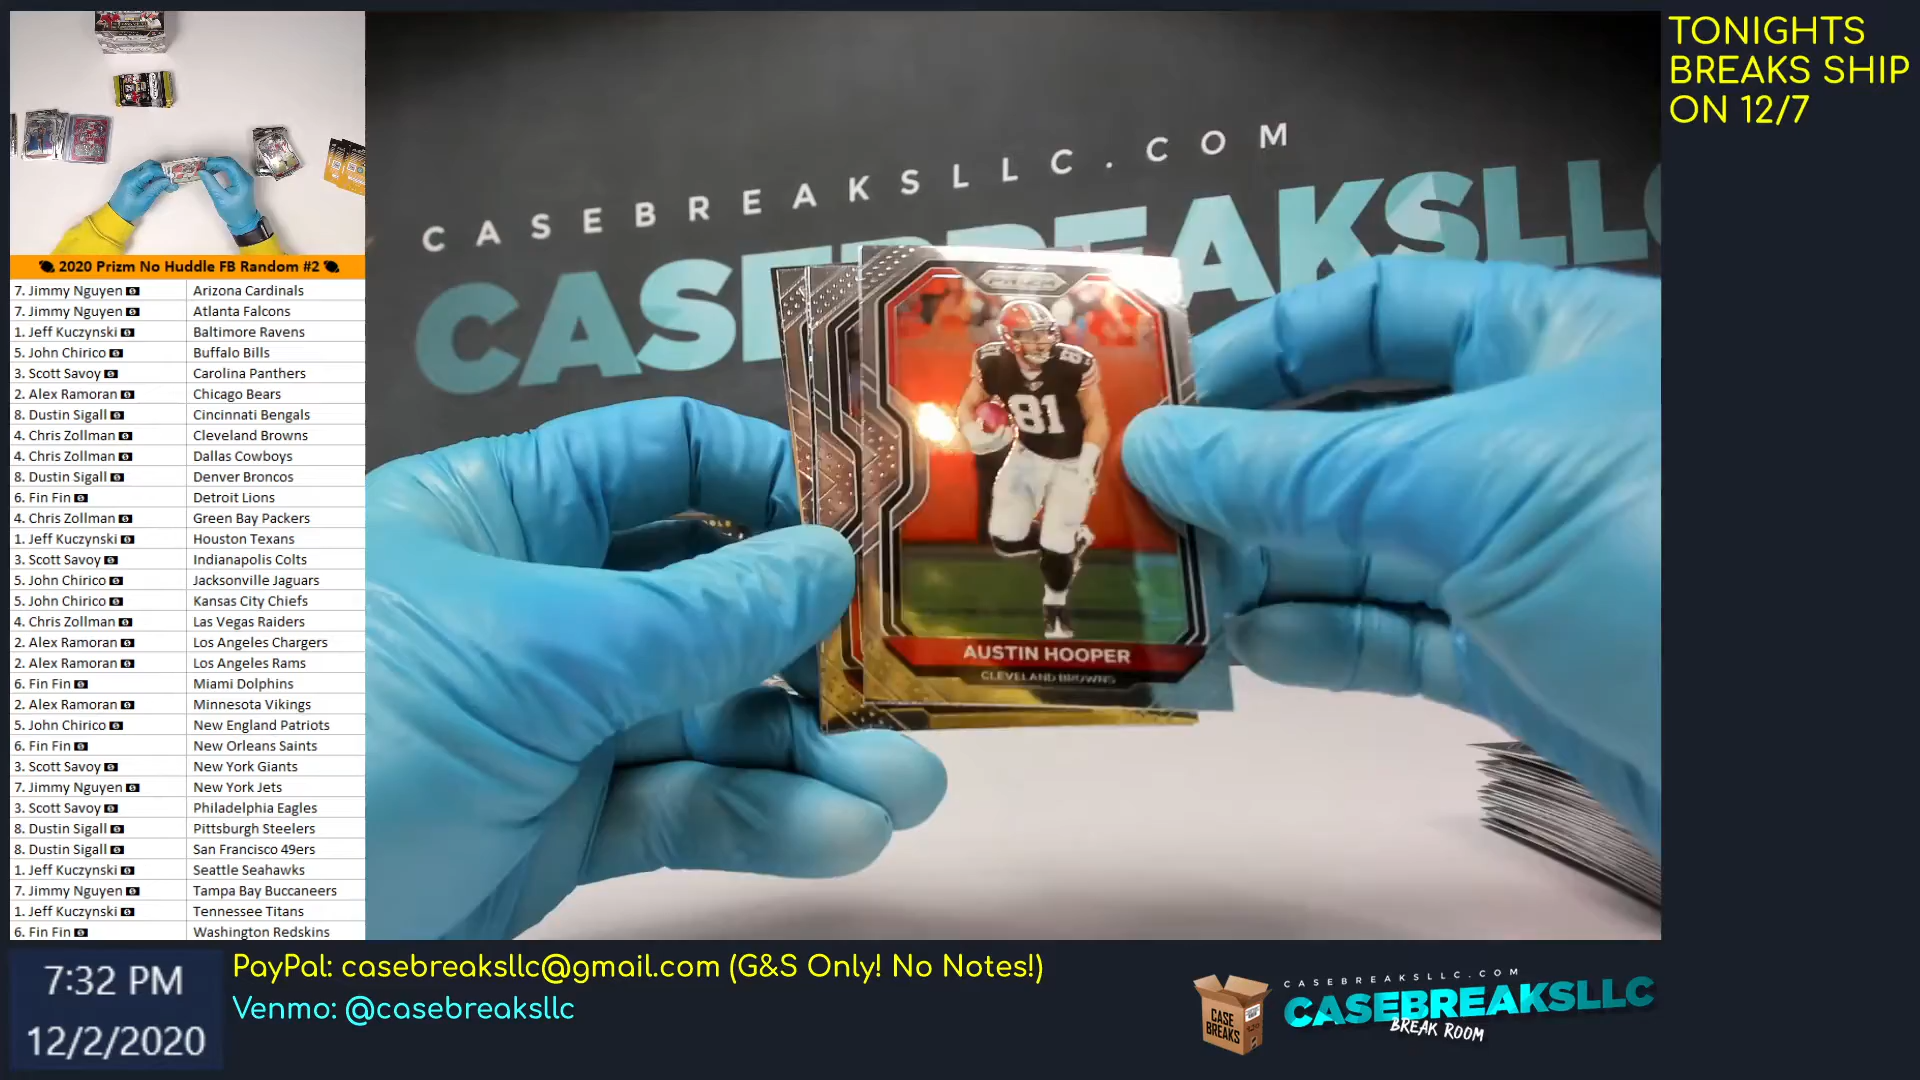 TONIGHTS
BREAKS SHIP
ON 12/7
CASEBREAKSLLC.COM
CASEBREAKSLLC
PRIZM
81
81
AUSTIN HOOPER
CLEVELAND BROWNS
2020 Prizm No Huddle FB Random #2
7. Jimmy Nguyen Arizona Cardinals
7. Jimmy Nguyen Atlanta Falcons
1. Jeff Kuczynski Baltimore Ravens
5. John Chirico Buffalo Bills
3. Scott Savoy Carolina Panthers
2. Alex Ramoran Chicago Bears
8. Dustin Sigall Cincinnati Bengals
4. Chris Zollman Cleveland Browns
4. Chris Zollman Dallas Cowboys
8. Dustin Sigall Denver Broncos
6. Fin Fin Detroit Lions
4. Chris Zollman Green Bay Packers
1. Jeff Kuczynski Houston Texans
3. Scott Savoy Indianapolis Colts
5. John Chirico Jacksonville Jaguars
5. John Chirico Kansas City Chiefs
4. Chris Zollman Las Vegas Raiders
2. Alex Ramoran Los Angeles Chargers
2. Alex Ramoran Los Angeles Rams
6. Fin Fin Miami Dolphins
2. Alex Ramoran Minnesota Vikings
5. John Chirico New England Patriots
6. Fin Fin New Orleans Saints
3. Scott Savoy New York Giants
7. Jimmy Nguyen New York Jets
3. Scott Savoy Philadelphia Eagles
8. Dustin Sigall Pittsburgh Steelers
8. Dustin Sigall San Francisco 49ers
1. Jeff Kuczynski Seattle Seahawks
7. Jimmy Nguyen Tampa Bay Buccaneers
1. Jeff Kuczynski Tennessee Titans
6. Fin Fin Washington Redskins
7:32 PM
12/2/2020
PayPal: casebreaksllc@gmail.com (G&S Only! No Notes!)
Venmo: @casebreaksllc
CASE
BREAKS
CASEBREAKSLLC.COM
CASEBREAKSLLC
BREAK ROOM